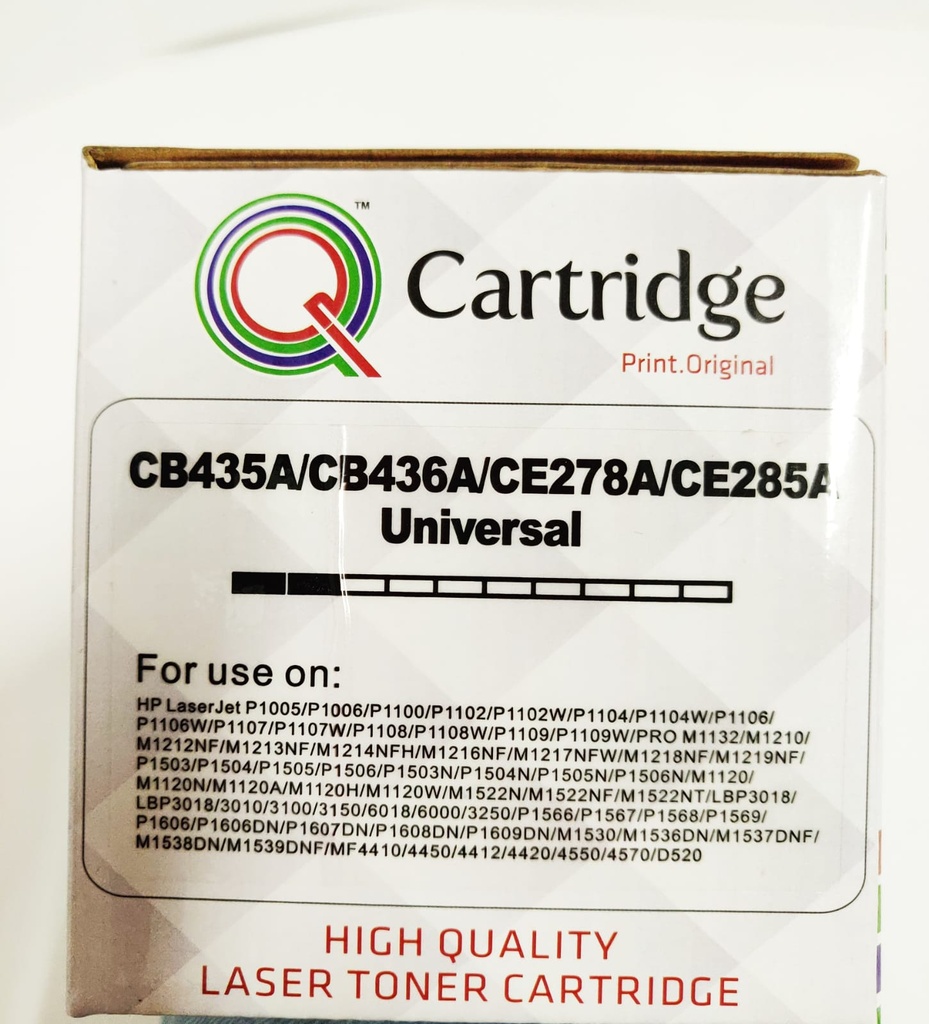 Q™ Cartridge
Print.Original
CB435A/CB436A/CE278A/CE285A
Universal
For use on:
HP LaserJet P1005/P1006/P1100/P1102/P1102W/P1104/P1104W/P1106/
P1106W/P1107/P1107W/P1108/P1108W/P1109/P1109W/PRO M1132/M1210/
M1212NF/M1213NF/M1214NFH/M1216NF/M1217NFW/M1218NF/M1219NF/
P1503/P1504/P1505/P1506/P1503N/P1504N/P1505N/P1506N/M1120/
M1120N/M1120A/M1120H/M1120W/M1522N/M1522NF/M1522NT/LBP3018/
LBP3018/3010/3100/3150/6018/6000/3250/P1566/P1567/P1568/P1569/
P1606/P1606DN/P1607DN/P1608DN/P1609DN/M1530/M1536DN/M1537DNF/
M1538DN/M1539DNF/MF4410/4450/4412/4420/4550/4570/D520
HIGH QUALITY
LASER TONER CARTRIDGE